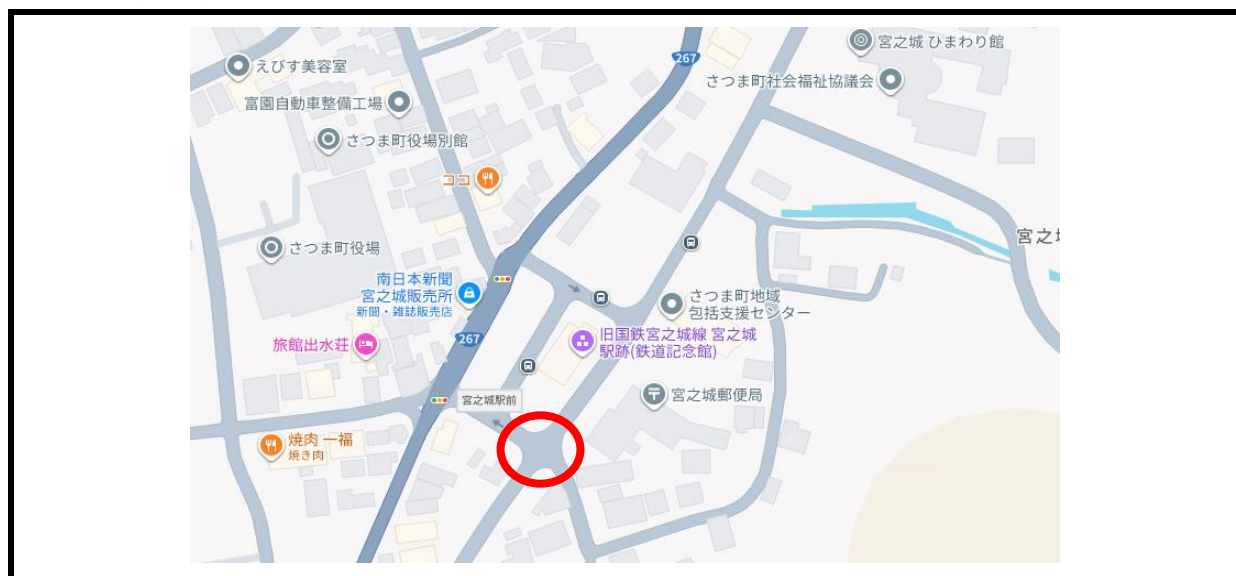 えびす美容室
富園自動車整備工場
さつま町役場別館
ココ
267
宮之城 ひまわり館
さつま町社会福祉協議会
さつま町役場
宮之
南日本新聞
宮之城販売所
新聞・雑誌販売店
さつま町地域
包括支援センター
旅館出水荘
267
旧国鉄宮之城線 宮之城
駅跡(鉄道記念館)
宮之城駅前
宮之城郵便局
焼肉 一福
焼き肉